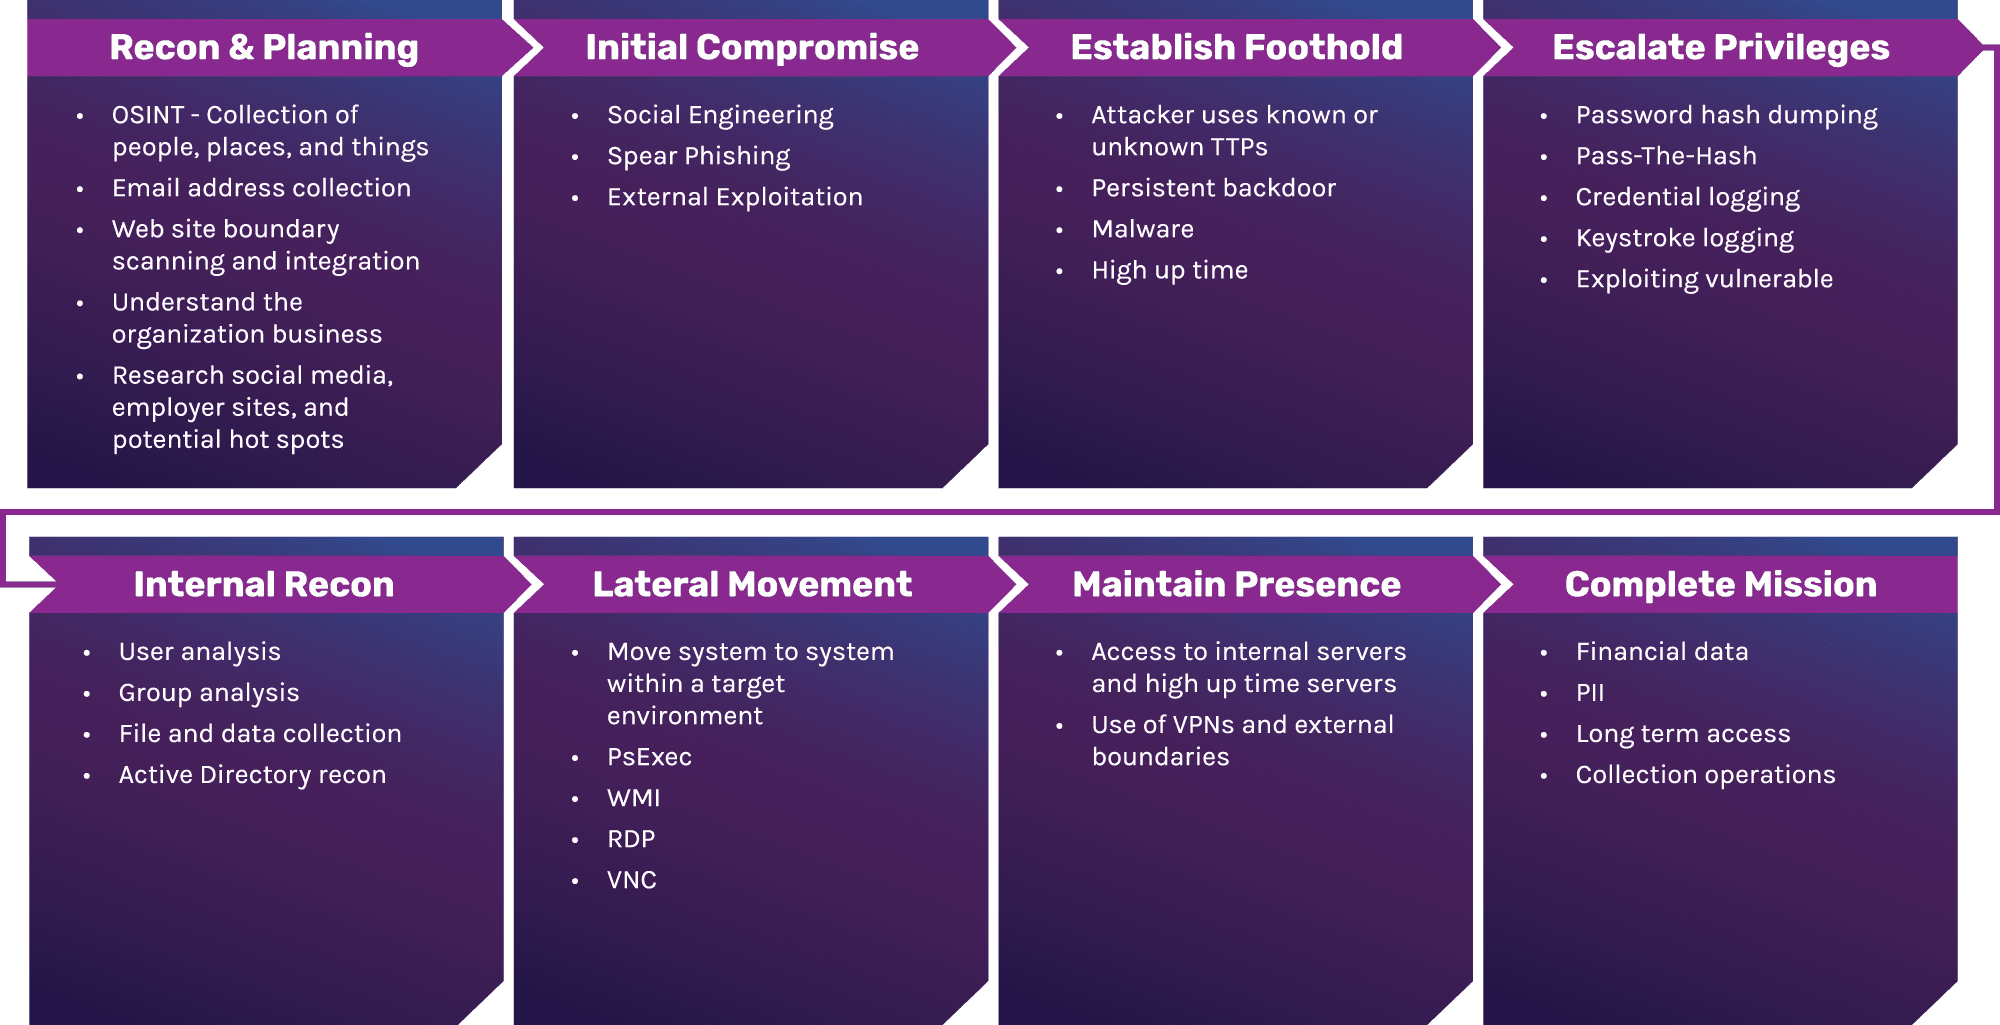 Recon & Planning
• OSINT - Collection of
people, places, and things
• Email address collection
• Web site boundary
scanning and integration
• Understand the
organization business
• Research social media,
employer sites, and
potential hot spots
Initial Compromise
• Social Engineering
• Spear Phishing
• External Exploitation
Establish Foothold
• Attacker uses known or
unknown TTPs
• Persistent backdoor
• Malware
• High up time
Escalate Privileges
• Password hash dumping
• Pass-The-Hash
• Credential logging
• Keystroke logging
• Exploiting vulnerable
Internal Recon
• User analysis
• Group analysis
• File and data collection
• Active Directory recon
Lateral Movement
• Move system to system
within a target
environment
• PsExec
• WMI
• RDP
• VNC
Maintain Presence
• Access to internal servers
and high up time servers
• Use of VPNs and external
boundaries
Complete Mission
• Financial data
• PII
• Long term access
• Collection operations